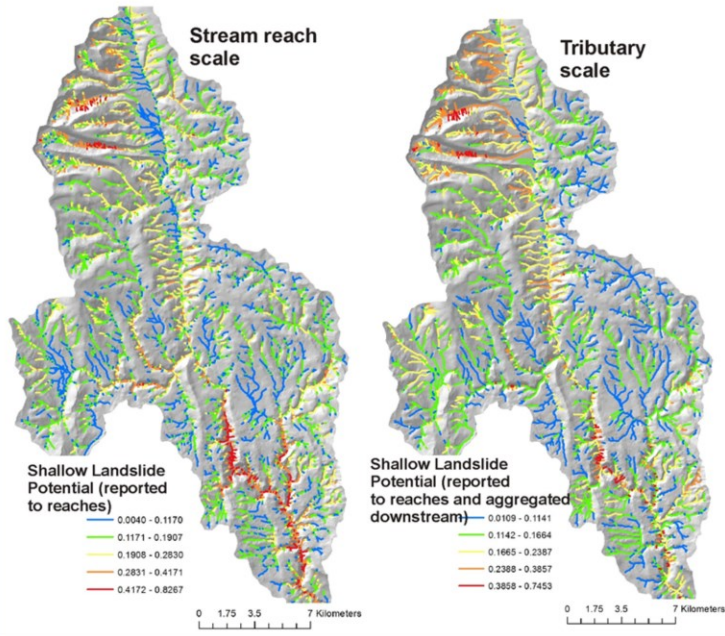 Stream reach
scale
Tributary
scale
Shallow Landslide
Potential (reported
to reaches)
0.0040 - 0.1170
0.1171 - 0.1907
0.1908 - 0.2830
0.2831 - 0.4171
0.4172 - 0.8267
0 1.75 3.5 7 Kilometers
Shallow Landslide
Potential (reported
to reaches and aggregated
downstream)
0.0109 - 0.1141
0.1142 - 0.1664
0.1665 - 0.2387
0.2388 - 0.3857
0.3858 - 0.7453
0 1.75 3.5 7 Kilometers